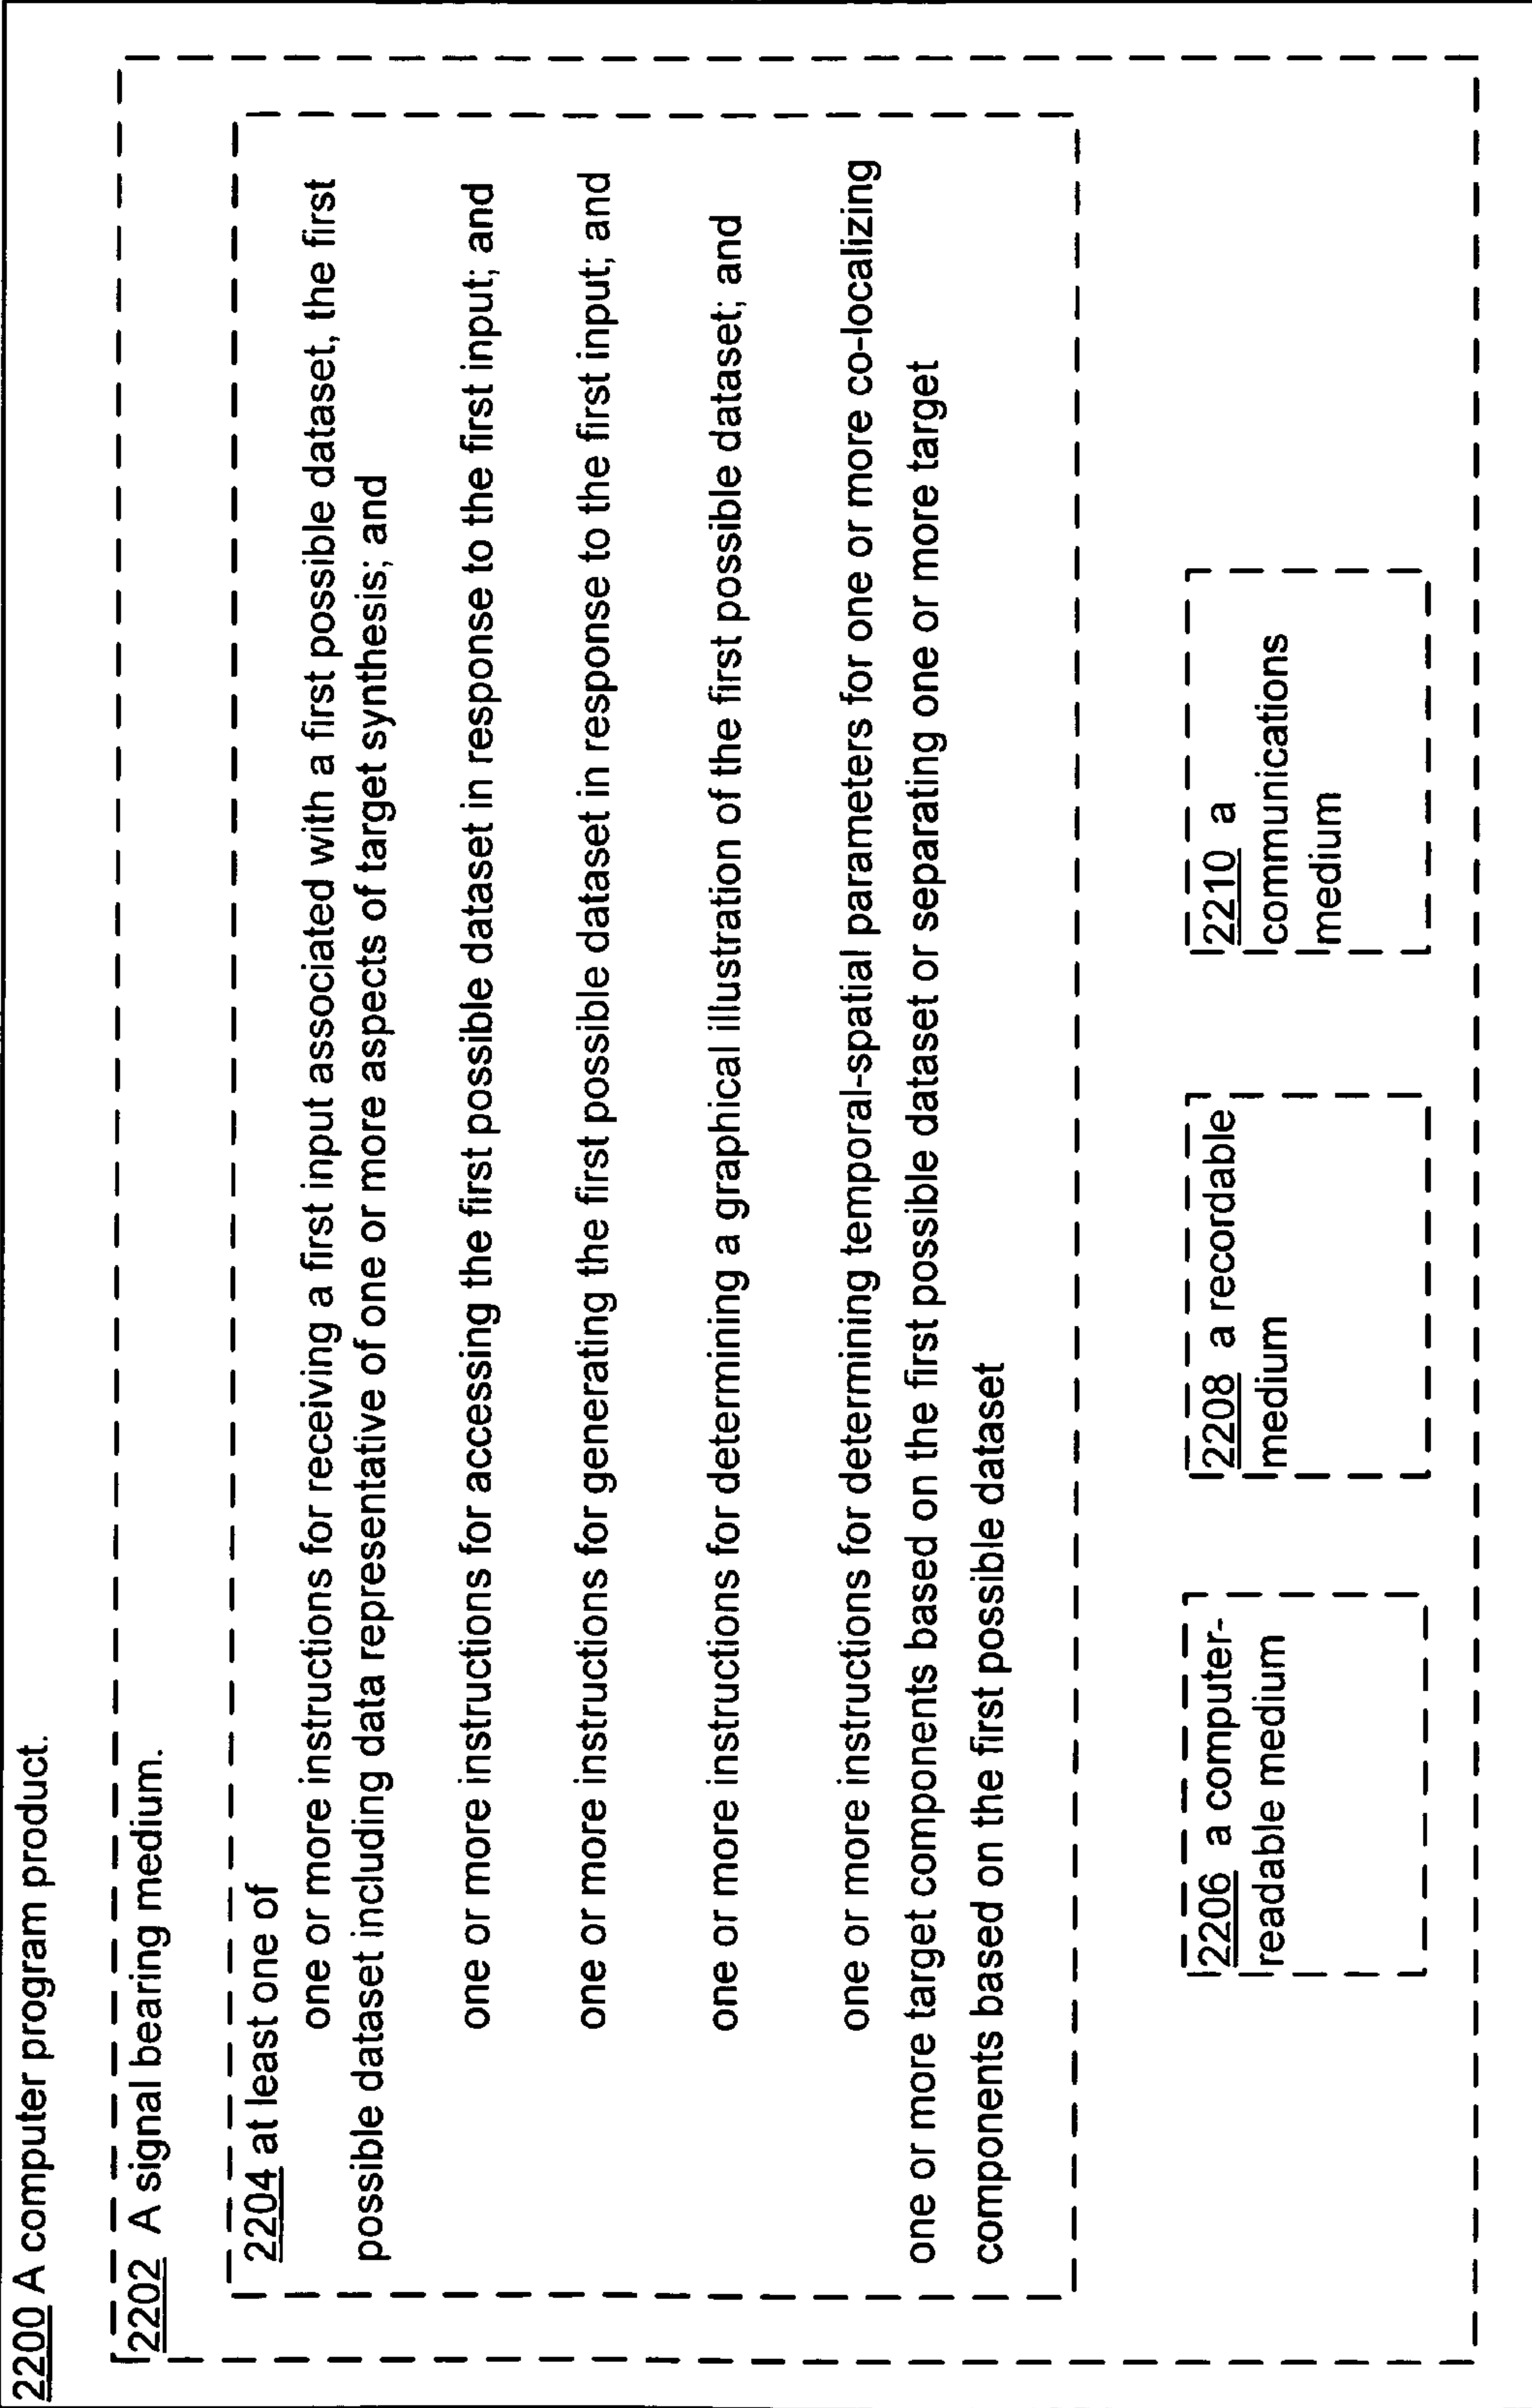 2200 A computer program product.
2202 A signal bearing medium.
2204 at least one of
one or more instructions for receiving a first input associated with a first possible dataset, the first
possible dataset including data representative of one or more aspects of target synthesis; and
one or more instructions for accessing the first possible dataset in response to the first input; and
one or more instructions for generating the first possible dataset in response to the first input; and
one or more instructions for determining a graphical illustration of the first possible dataset; and
one or more instructions for determining temporal-spatial parameters for one or more co-localizing
one or more target components based on the first possible dataset or separating one or more target
components based on the first possible dataset
2206 a computer-
readable medium
2208 a recordable
medium
2210 a
communications
medium